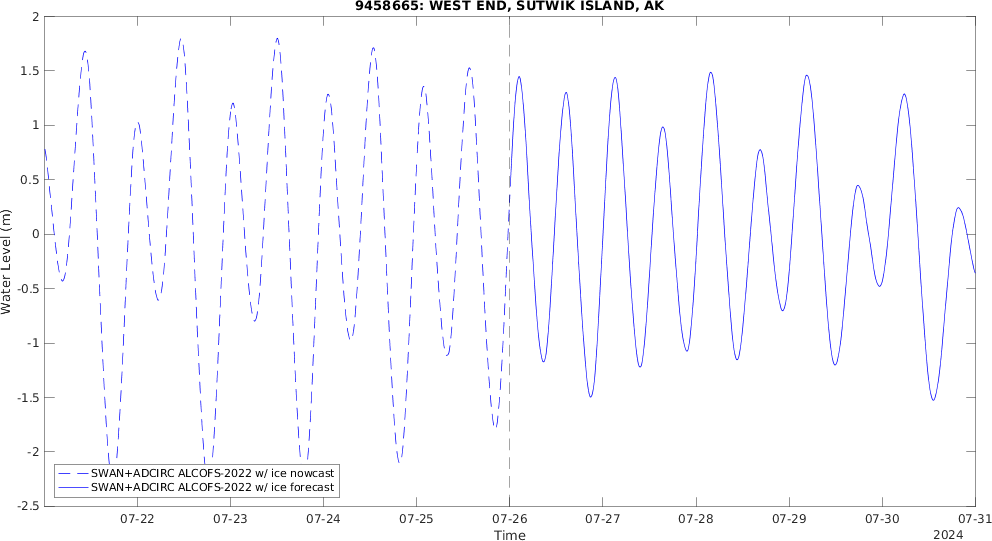 9458665: WEST END, SUTWIK ISLAND, AK
2
1.5
1
0.5
0
-0.5
-1
-1.5
-2
-2.5
Water Level (m)
SWAN+ADCIRC ALCOFS-2022 w/ ice nowcast
SWAN+ADCIRC ALCOFS-2022 w/ ice forecast
07-22 07-23 07-24 07-25 07-26 07-27 07-28 07-29 07-30 07-31
Time
2024